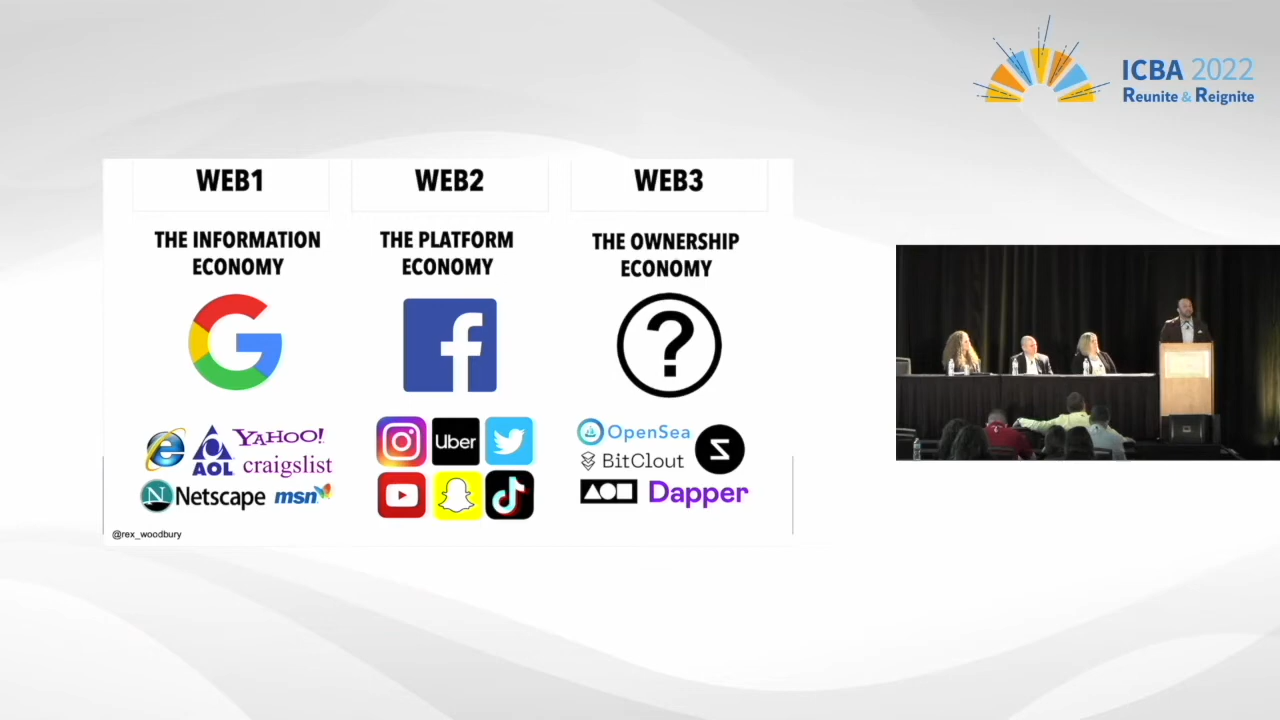 ICBA 2022
Reunite & Reignite
WEB1
WEB2
WEB3
THE INFORMATION
ECONOMY
THE PLATFORM
ECONOMY
THE OWNERSHIP
ECONOMY
?
YAHOO!
AOL
craigslist
N Netscape
msn
Uber
OpenSea
BitClout
Dapper
@rex_woodbury